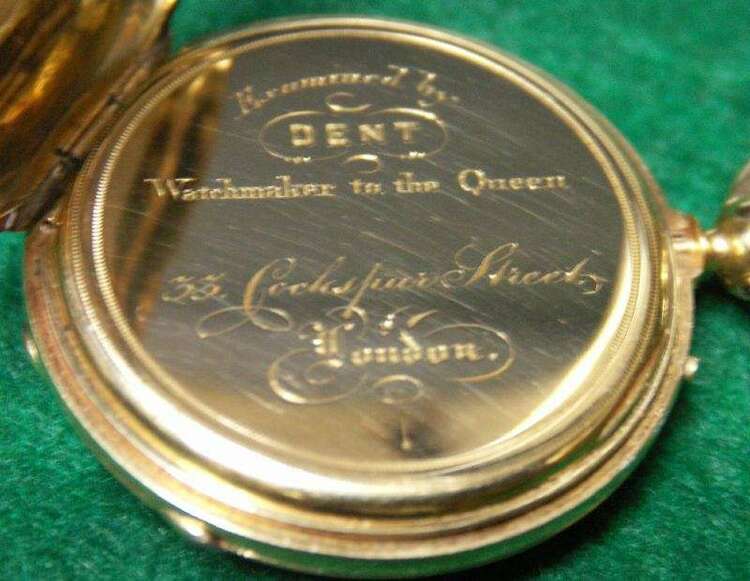 Examined by
DENT
Watchmaker to the Queen
33 Cockspur Street,
London.